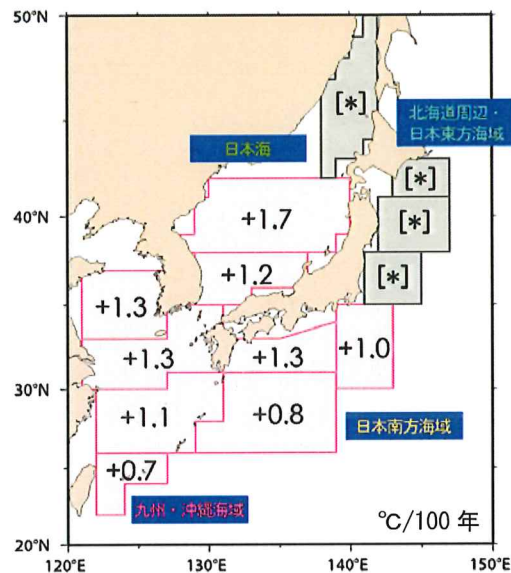 50°N
[*]
北海道周辺・
日本東方海域
日本海
[*]
40°N
+1.7
[*]
+1.2
[*]
+1.3
+1.3
+1.3
+1.0
30°N
+1.1
+0.8
日本南方海域
+0.7
九州・沖縄海域
°C/100 年
20°N
120°E
130°E
140°E
150°E